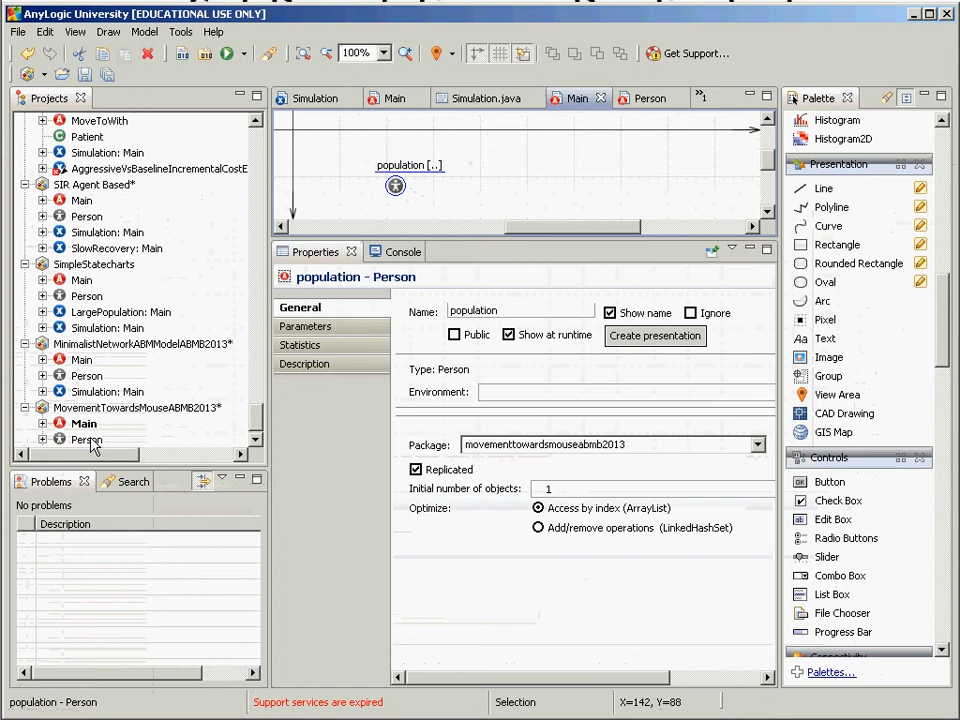 AnyLogic University [EDUCATIONAL USE ONLY]
File Edit View Draw Model Tools Help
100% Get Support...
Projects
MoveToWith
Patient
Simulation: Main
AggressiveVsBaselineIncrementalCostE
SIR Agent Based*
Main
Person
Simulation: Main
SlowRecovery: Main
SimpleStatecharts
Main
Person
LargePopulation: Main
Simulation: Main
MinimalistNetworkABMModelABMB2013*
Main
Person
Simulation: Main
MovementTowardsMouseABMB2013*
Main
Person
Problems Search
No problems
Description
Simulation Main Simulation.java Main Person »1
population [..]
Properties Console
population - Person
General
Parameters
Statistics
Description
Name: population Show name Ignore
Public Show at runtime Create presentation
Type: Person
Environment:
Package: movementtowardsmouseabmb2013
Replicated
Initial number of objects: 1
Optimize: Access by index (ArrayList)
Add/remove operations (LinkedHashSet)
Palette
Histogram
Histogram2D
Presentation
Line
Polyline
Curve
Rectangle
Rounded Rectangle
Oval
Arc
Pixel
Text
Image
Group
View Area
CAD Drawing
GIS Map
Controls
Button
Check Box
Edit Box
Radio Buttons
Slider
Combo Box
List Box
File Chooser
Progress Bar
Palettes...
population - Person Support services are expired Selection X=142, Y=88